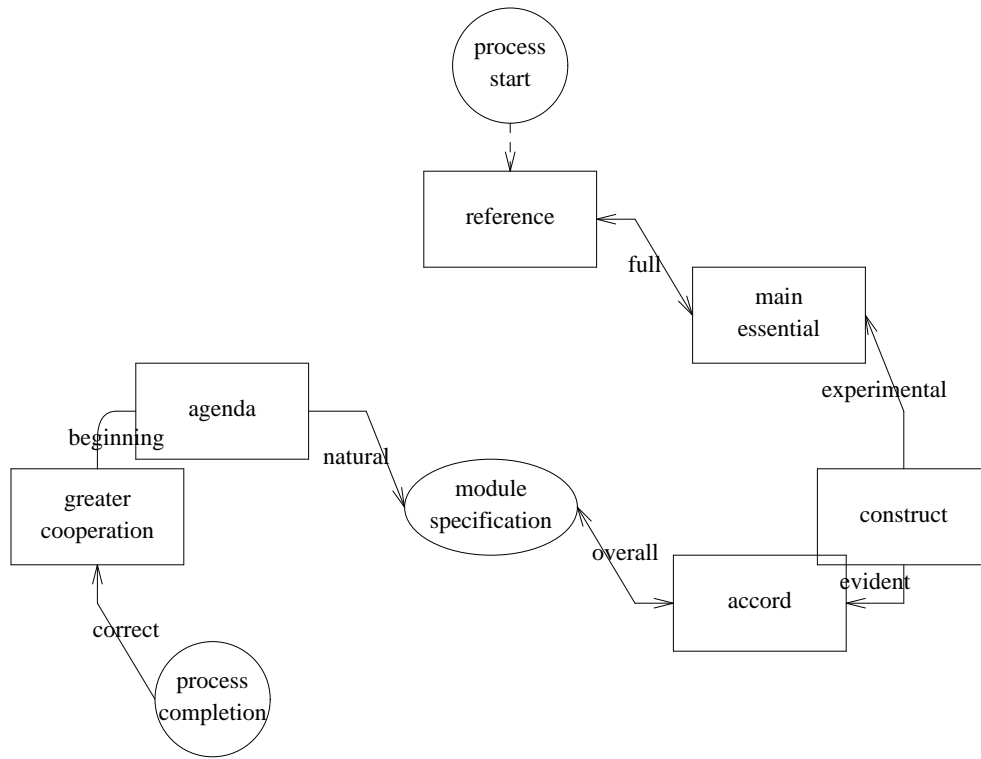 process
start
reference
full
main
essential
experimental
agenda
beginning
natural
module
specification
greater
cooperation
construct
overall
evident
accord
correct
process
completion